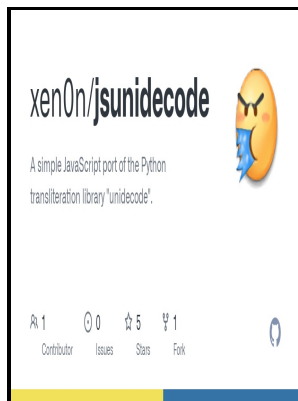 xen0n/jsunidecode
A simple JavaScript port of the Python
transliteration library "unidecode".
1 0 5 1
Contributor Issues Stars Fork